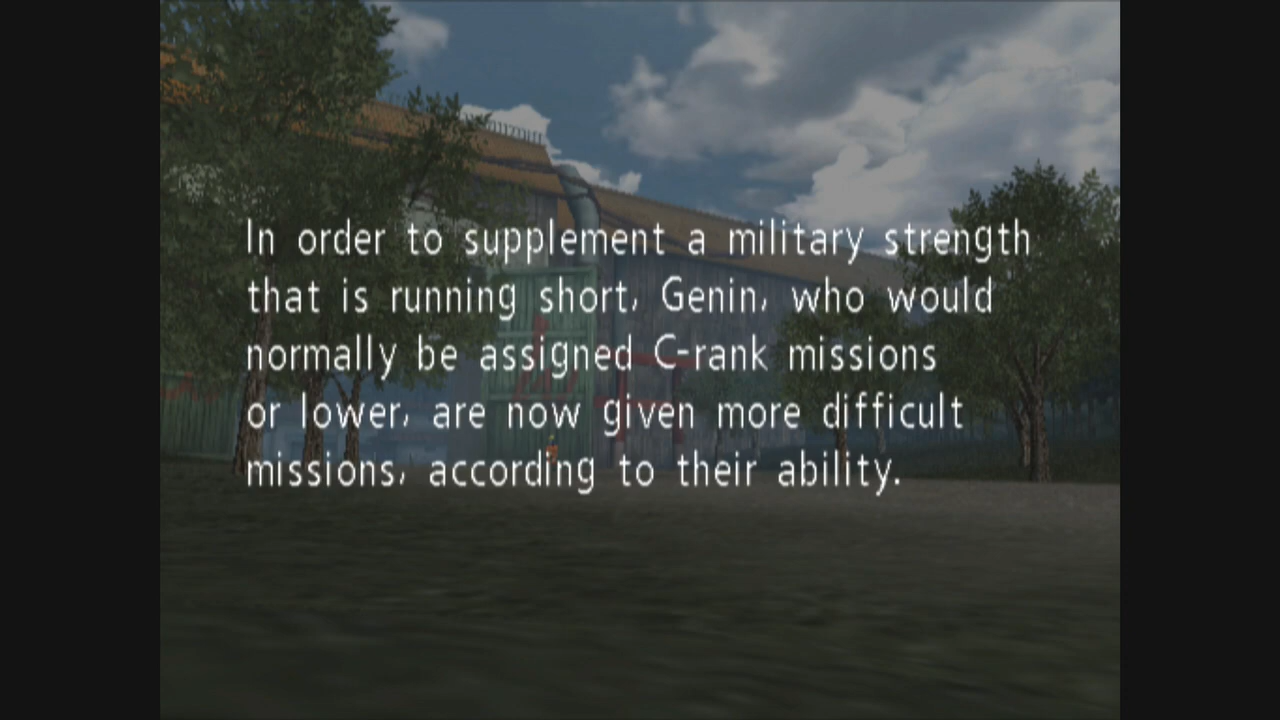 In order to supplement a military strength
that is running short, Genin, who would
normally be assigned C-rank missions
or lower, are now given more difficult
missions, according to their ability.